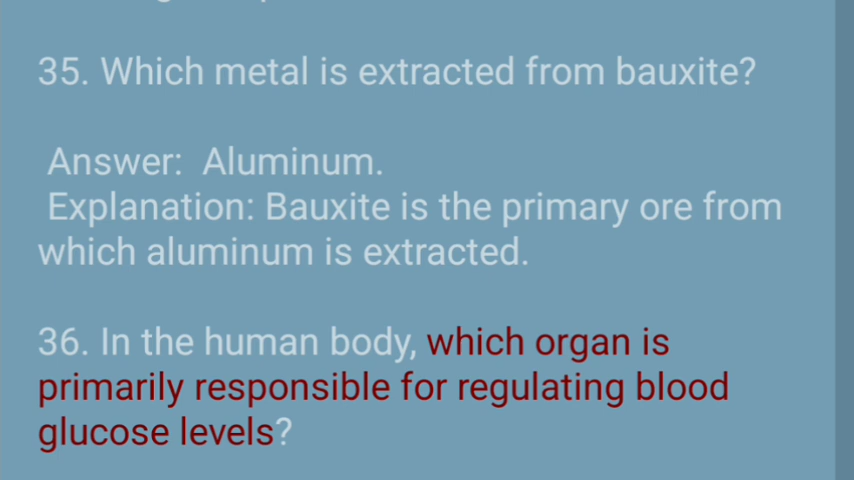 35. Which metal is extracted from bauxite?
Answer: Aluminum.
Explanation: Bauxite is the primary ore from
which aluminum is extracted.
36. In the human body, which organ is
primarily responsible for regulating blood
glucose levels?